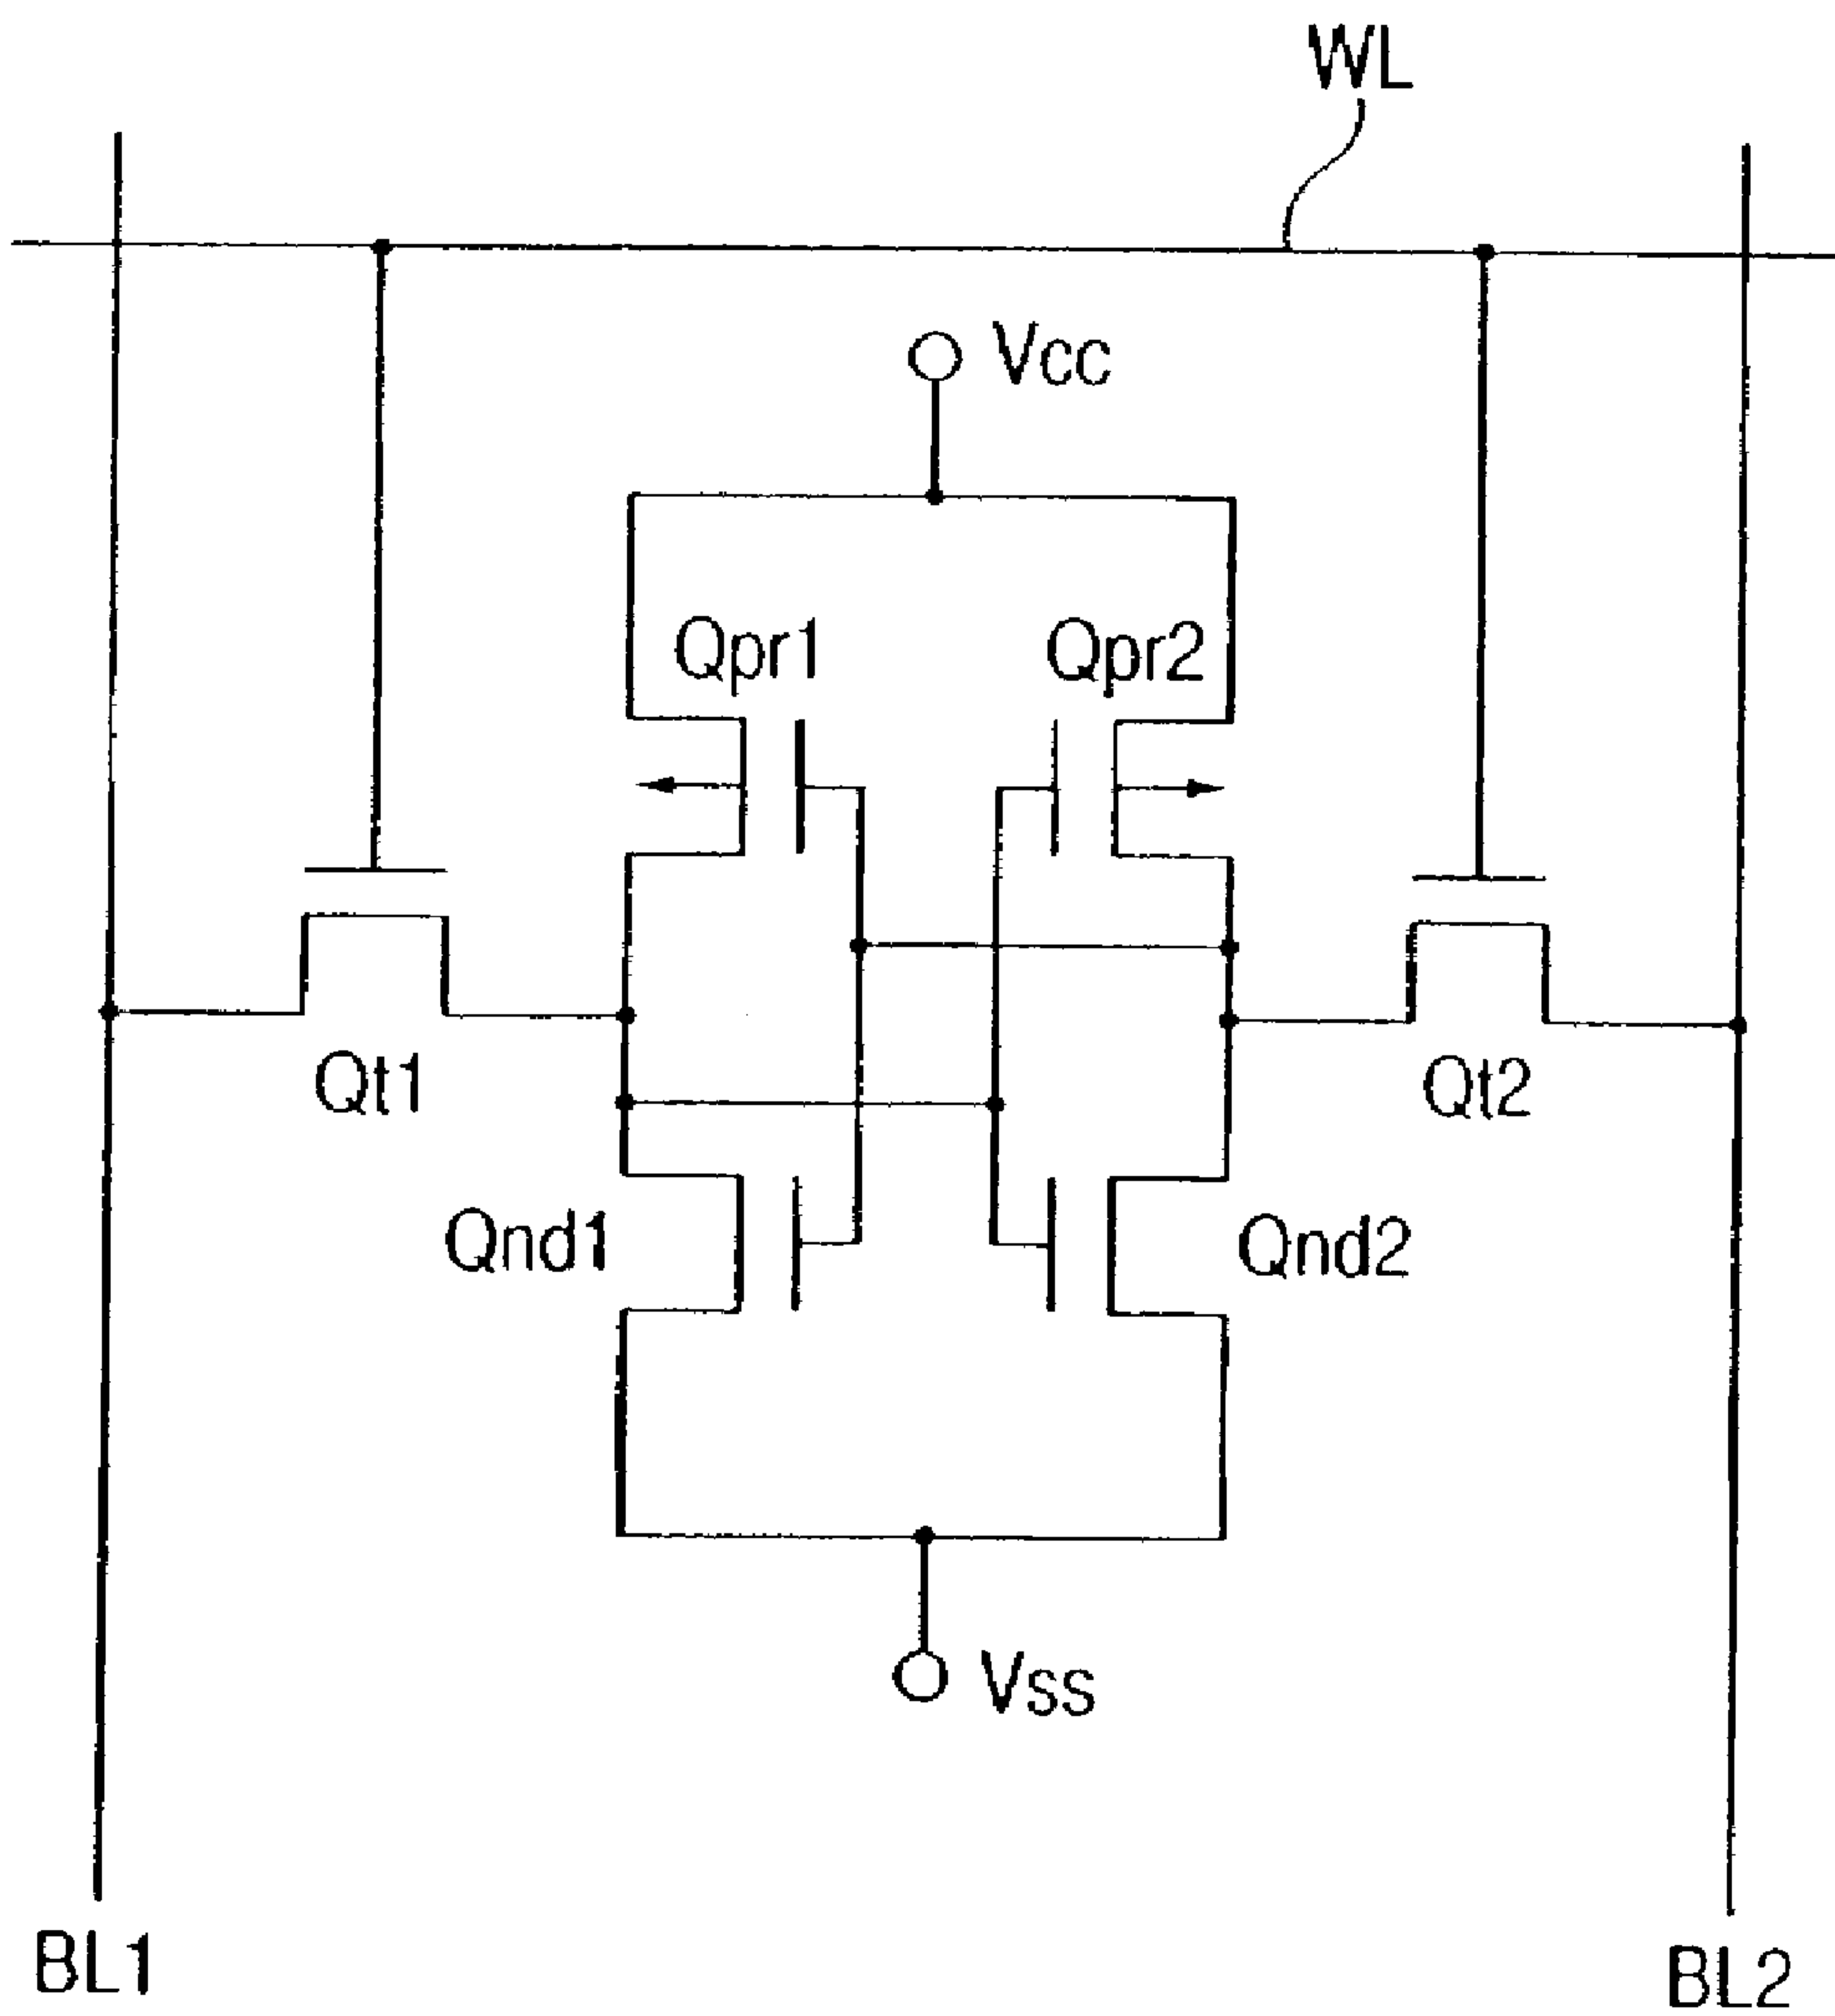 WL
Vcc
Qpr1
Qpr2
Qt1
Qt2
Qnd1
Qnd2
Vss
BL1
BL2